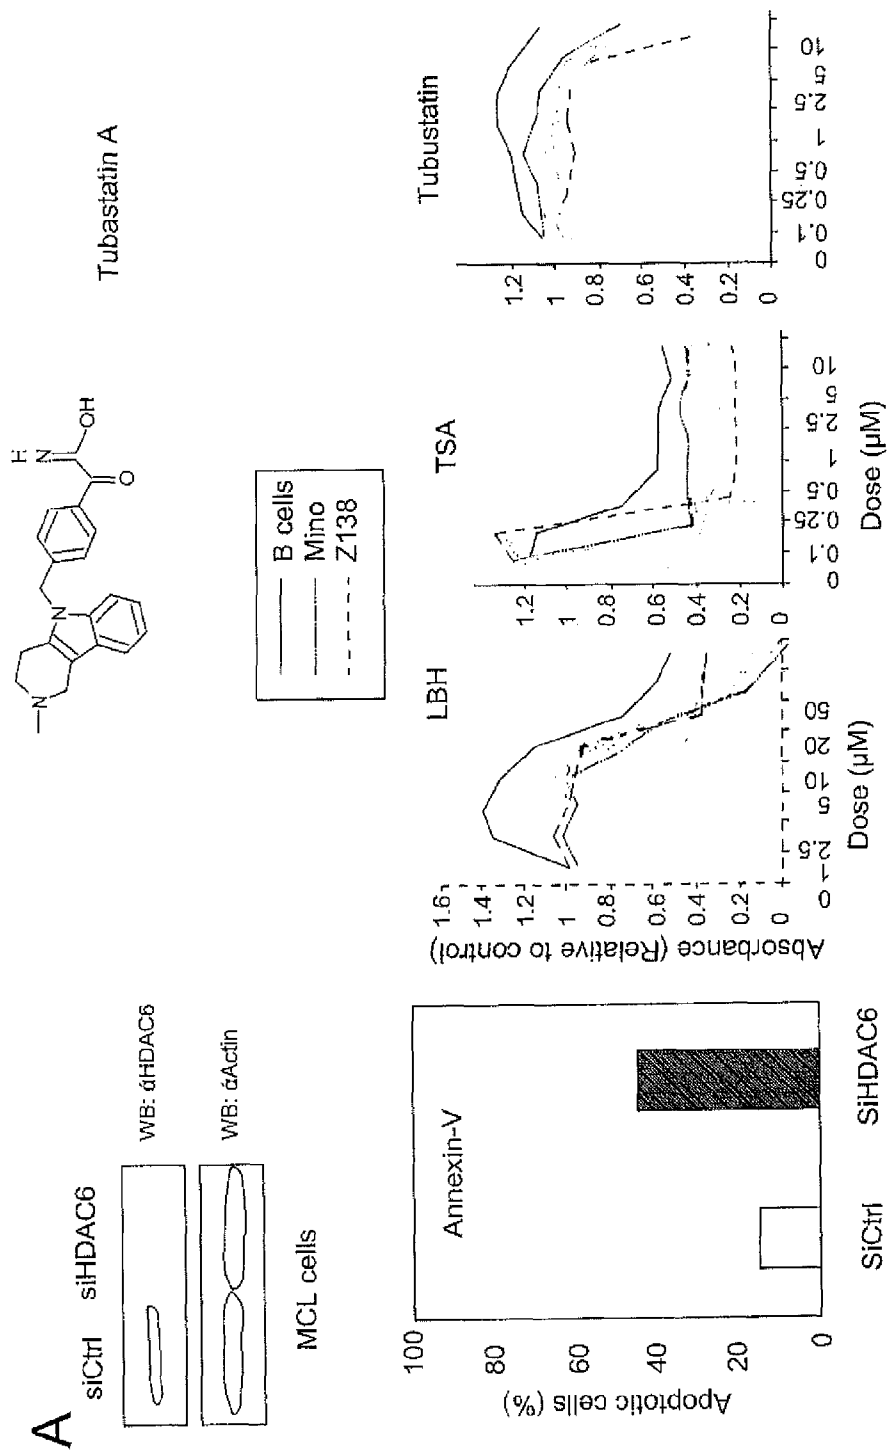 A
siCtrl siHDAC6
WB: άHDAC6
WB: άActin
MCL cells
Annexin-V
Apoptotic cells (%)
100
80
60
40
20
0
SiCtrl SiHDAC6
N
N
O
N
H
OH
Tubastatin A
B cells
Mino
Z138
LBH
Absorbance (Relative to control)
1.6
1.4
1.2
1
0.8
0.6
0.4
0.2
0
0 1 2.5 5 10 20 50
Dose (µM)
TSA
1.2
1
0.8
0.6
0.4
0.2
0
0 0.1 0.25 0.5 1 2.5 5 10
Dose (µM)
Tubustatin
1.2
1
0.8
0.6
0.4
0.2
0
0 0.1 0.25 0.5 1 2.5 5 10